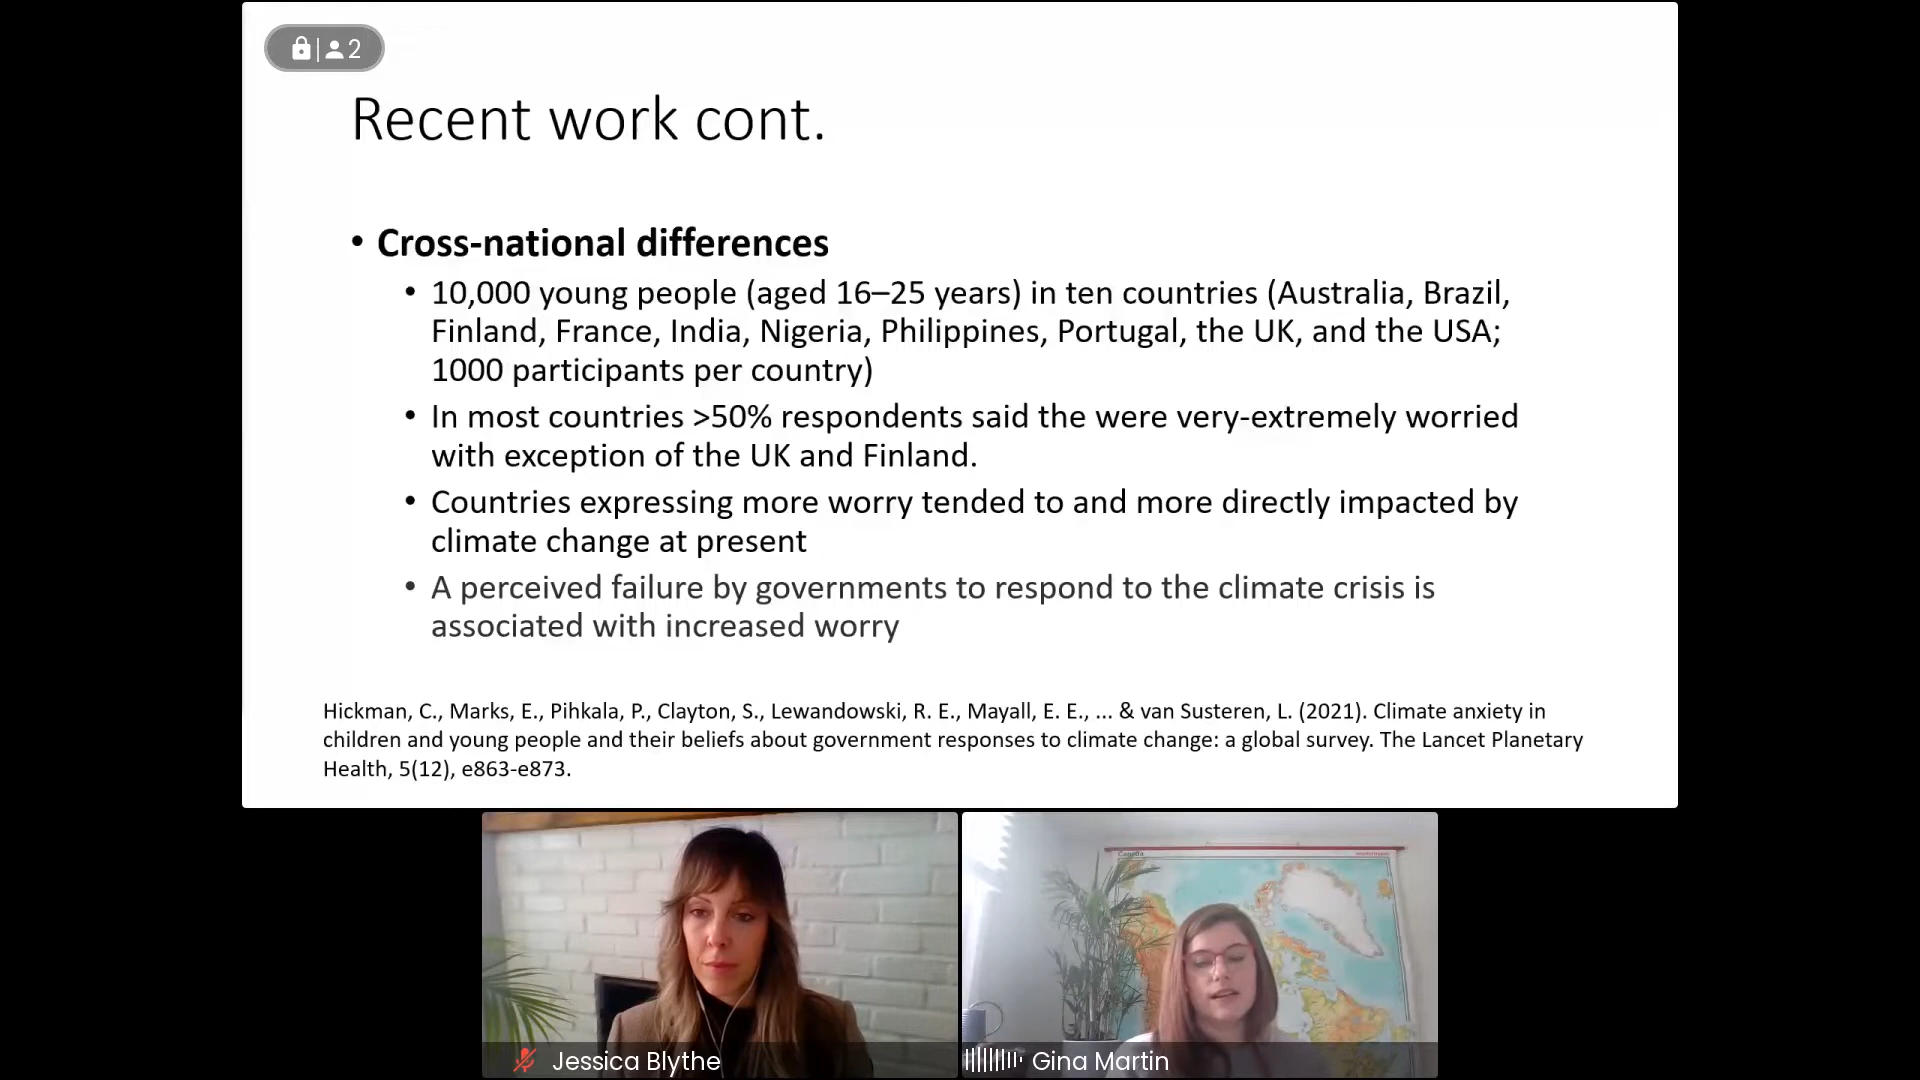 2
Recent work cont.
• Cross-national differences
• 10,000 young people (aged 16–25 years) in ten countries (Australia, Brazil,
Finland, France, India, Nigeria, Philippines, Portugal, the UK, and the USA;
1000 participants per country)
• In most countries >50% respondents said the were very-extremely worried
with exception of the UK and Finland.
• Countries expressing more worry tended to and more directly impacted by
climate change at present
• A perceived failure by governments to respond to the climate crisis is
associated with increased worry
Hickman, C., Marks, E., Pihkala, P., Clayton, S., Lewandowski, R. E., Mayall, E. E., ... & van Susteren, L. (2021). Climate anxiety in
children and young people and their beliefs about government responses to climate change: a global survey. The Lancet Planetary
Health, 5(12), e863-e873.
Canada
Jessica Blythe
Gina Martin